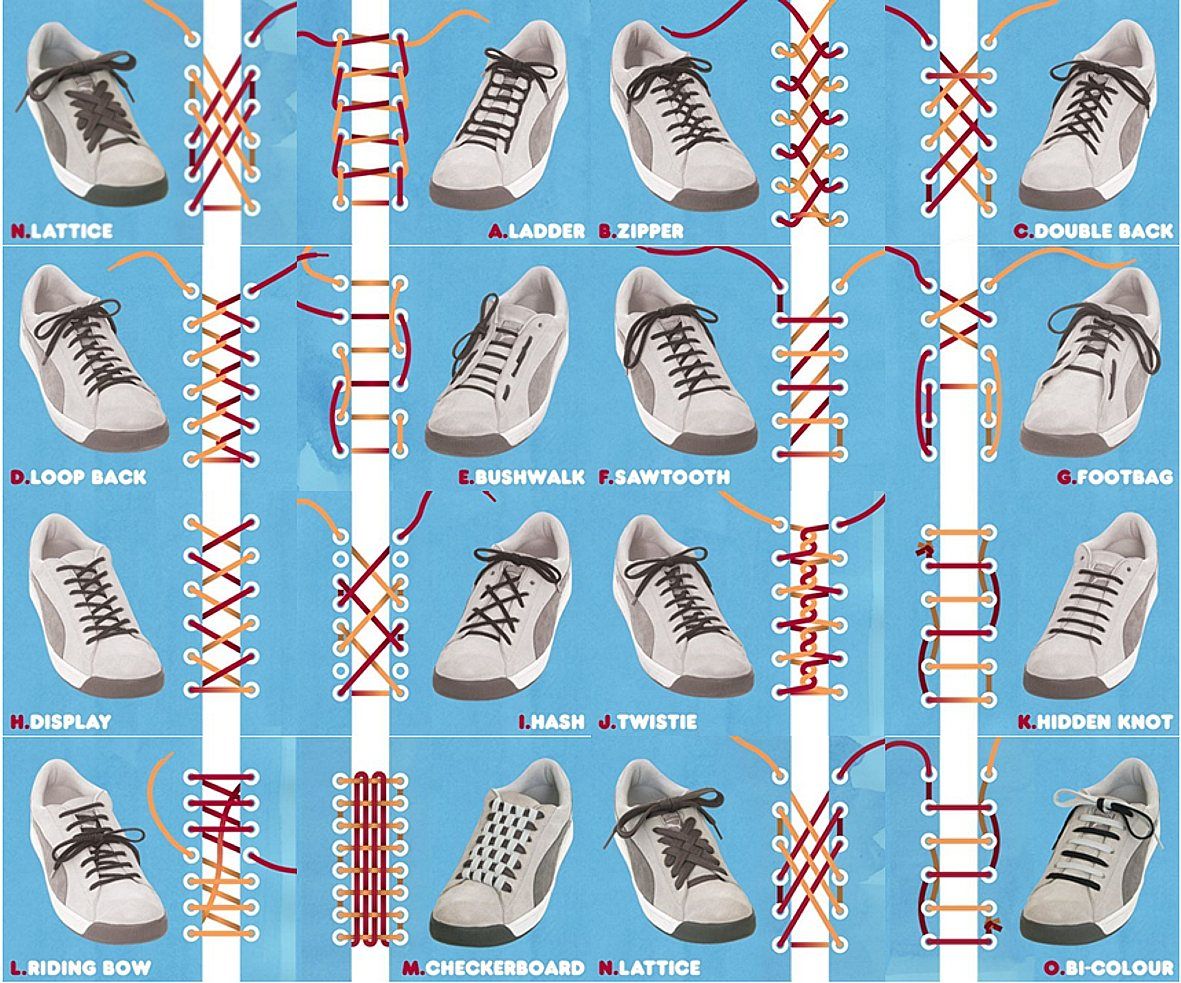 N.LATTICE
A.LADDER
B.ZIPPER
C.DOUBLE BACK
D.LOOP BACK
E.BUSHWALK
F.SAWTOOTH
G.FOOTBAG
H.DISPLAY
I.HASH
J.TWISTIE
K.HIDDEN KNOT
L.RIDING BOW
M.CHECKERBOARD
N.LATTICE
O.BI-COLOUR